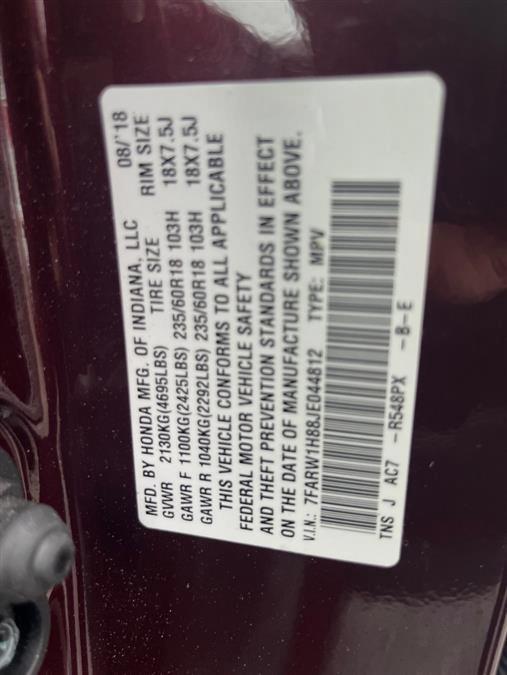 MFD. BY HONDA MFG. OF INDIANA, LLC 08/'18
GVWR 2130KG(4695LBS) TIRE SIZE RIM SIZE
GAWR F 1100KG(2425LBS) 235/60R18 103H 18X7.5J
GAWR R 1040KG(2292LBS) 235/60R18 103H 18X7.5J
THIS VEHICLE CONFORMS TO ALL APPLICABLE
FEDERAL MOTOR VEHICLE SAFETY
AND THEFT PREVENTION STANDARDS IN EFFECT
ON THE DATE OF MANUFACTURE SHOWN ABOVE.
V.I.N.: 7FARW1H88JE044812 TYPE: MPV
TNS J AC7 -R548PX -B-E